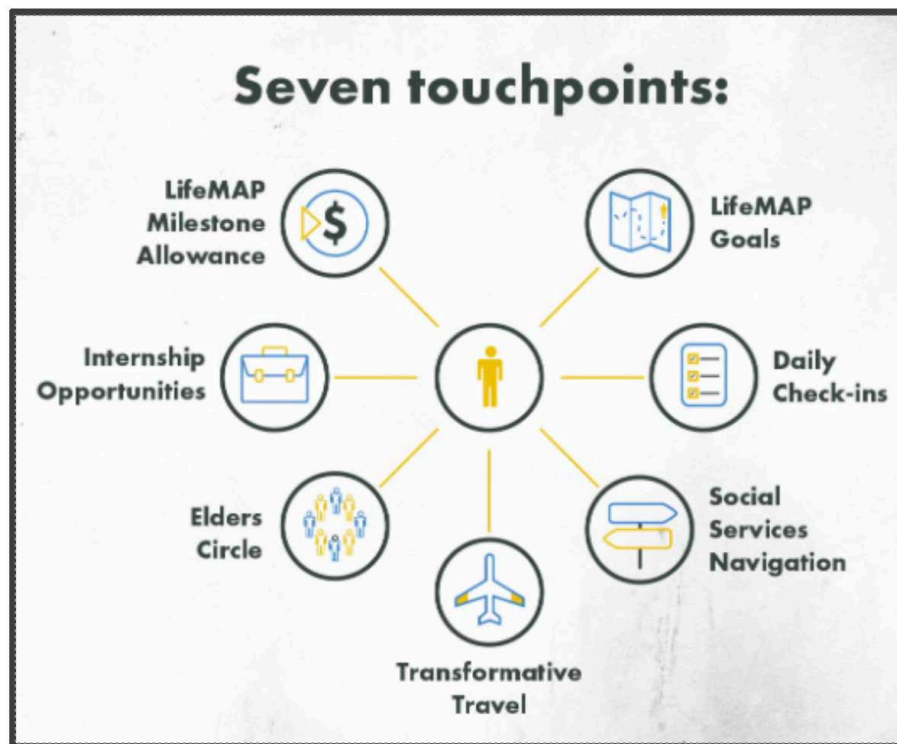 Seven touchpoints:
LifeMAP
Milestone
Allowance
$
LifeMAP
Goals
Internship
Opportunities
Daily
Check-ins
Elders
Circle
Social
Services
Navigation
Transformative
Travel